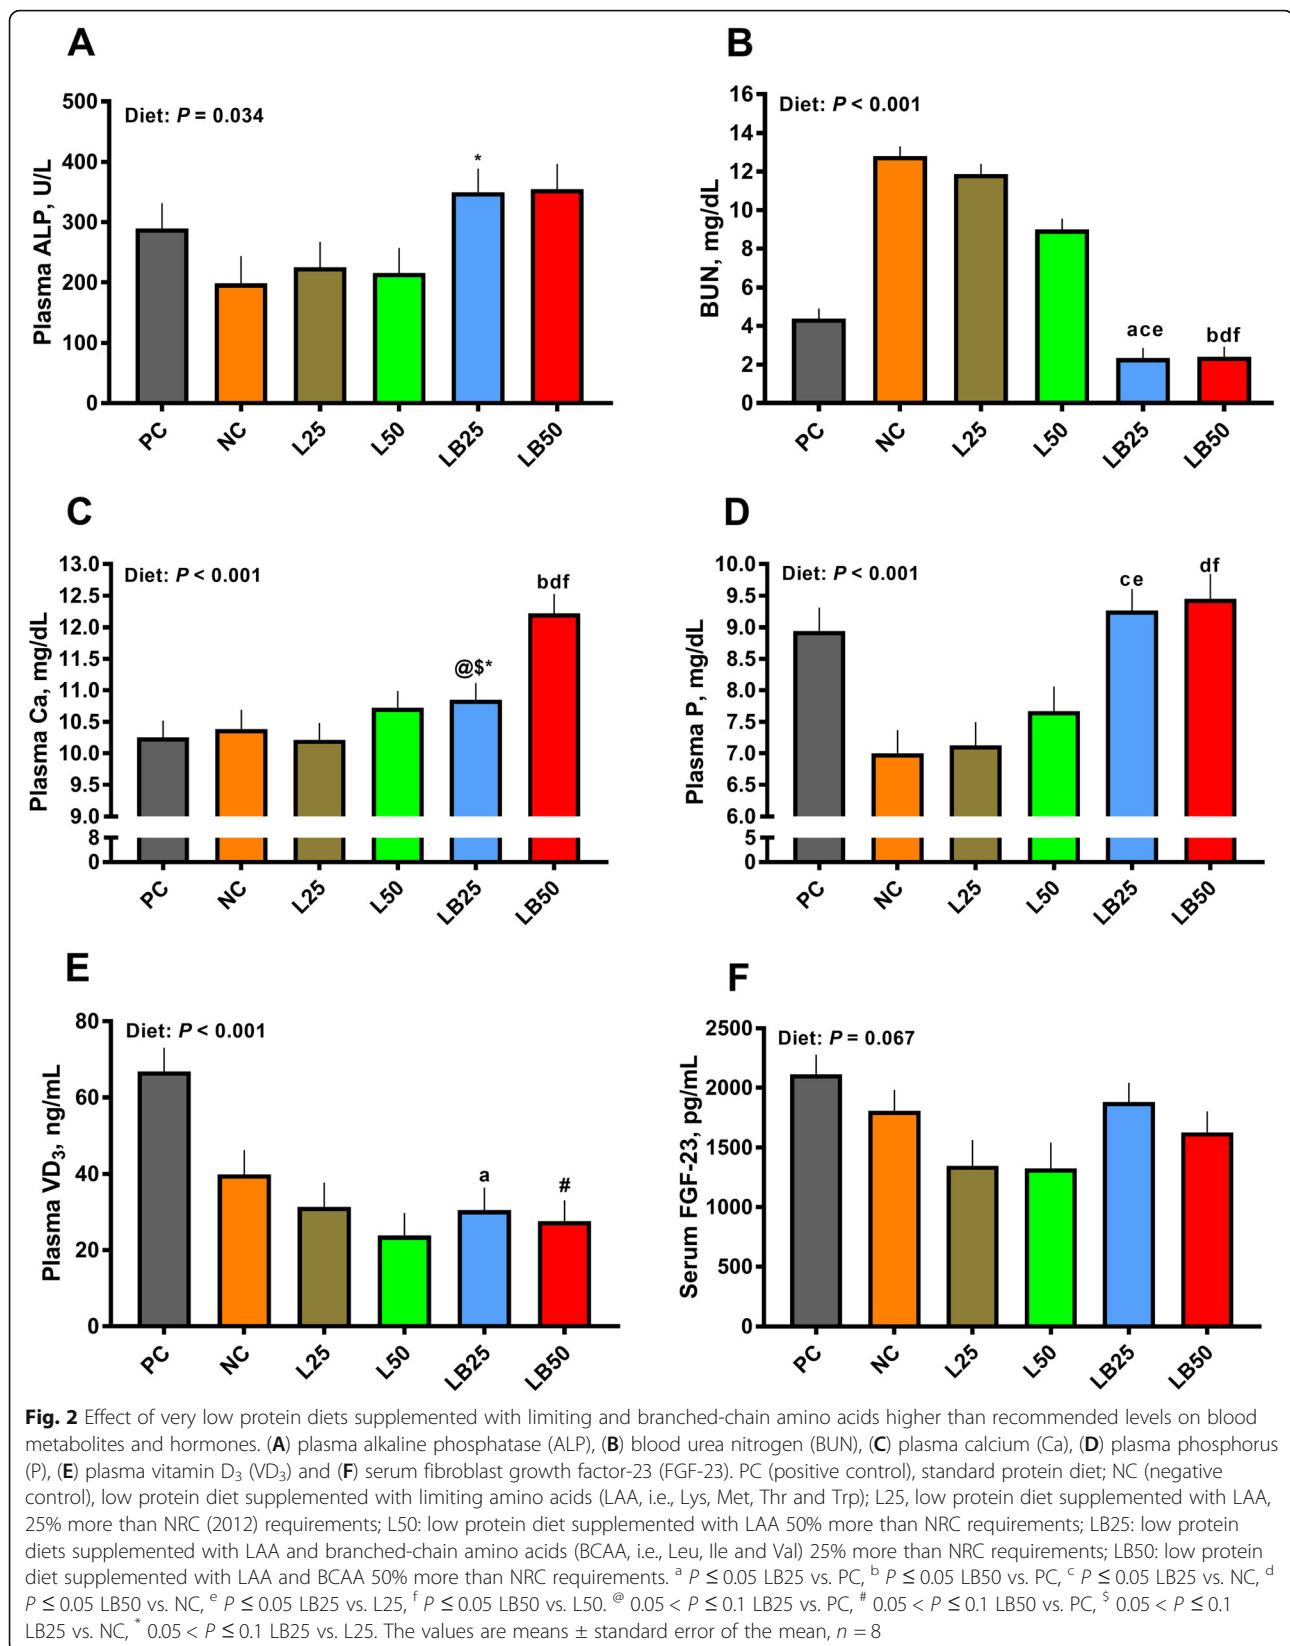 A
Diet: P = 0.034
Plasma ALP, U/L
500
400
300
200
100
0
*
PC
NC
L25
L50
LB25
LB50
B
Diet: P < 0.001
BUN, mg/dL
16
14
12
10
8
6
4
2
0
ace
bdf
PC
NC
L25
L50
LB25
LB50
C
Diet: P < 0.001
Plasma Ca, mg/dL
13.0
12.5
12.0
11.5
11.0
10.5
10.0
9.5
9.0
8
0
@$*
bdf
PC
NC
L25
L50
LB25
LB50
D
Diet: P < 0.001
Plasma P, mg/dL
10.0
9.5
9.0
8.5
8.0
7.5
7.0
6.5
6.0
5
0
ce
df
PC
NC
L25
L50
LB25
LB50
E
Diet: P < 0.001
Plasma VD₃, ng/mL
80
60
40
20
0
a
#
PC
NC
L25
L50
LB25
LB50
F
Diet: P = 0.067
Serum FGF-23, pg/mL
2500
2000
1500
1000
500
0
PC
NC
L25
L50
LB25
LB50
Fig. 2 Effect of very low protein diets supplemented with limiting and branched-chain amino acids higher than recommended levels on blood
metabolites and hormones. (A) plasma alkaline phosphatase (ALP), (B) blood urea nitrogen (BUN), (C) plasma calcium (Ca), (D) plasma phosphorus
(P), (E) plasma vitamin D₃ (VD₃) and (F) serum fibroblast growth factor-23 (FGF-23). PC (positive control), standard protein diet; NC (negative
control), low protein diet supplemented with limiting amino acids (LAA, i.e., Lys, Met, Thr and Trp); L25, low protein diet supplemented with LAA,
25% more than NRC (2012) requirements; L50: low protein diet supplemented with LAA 50% more than NRC requirements; LB25: low protein
diets supplemented with LAA and branched-chain amino acids (BCAA, i.e., Leu, Ile and Val) 25% more than NRC requirements; LB50: low protein
diet supplemented with LAA and BCAA 50% more than NRC requirements. ᵃ P ≤ 0.05 LB25 vs. PC, ᵇ P ≤ 0.05 LB50 vs. PC, ᶜ P ≤ 0.05 LB25 vs. NC, ᵈ
P ≤ 0.05 LB50 vs. NC, ᵉ P ≤ 0.05 LB25 vs. L25, ᶠ P ≤ 0.05 LB50 vs. L50. @ 0.05 < P ≤ 0.1 LB25 vs. PC, # 0.05 < P ≤ 0.1 LB50 vs. PC, $ 0.05 < P ≤ 0.1
LB25 vs. NC, * 0.05 < P ≤ 0.1 LB25 vs. L25. The values are means ± standard error of the mean, n = 8